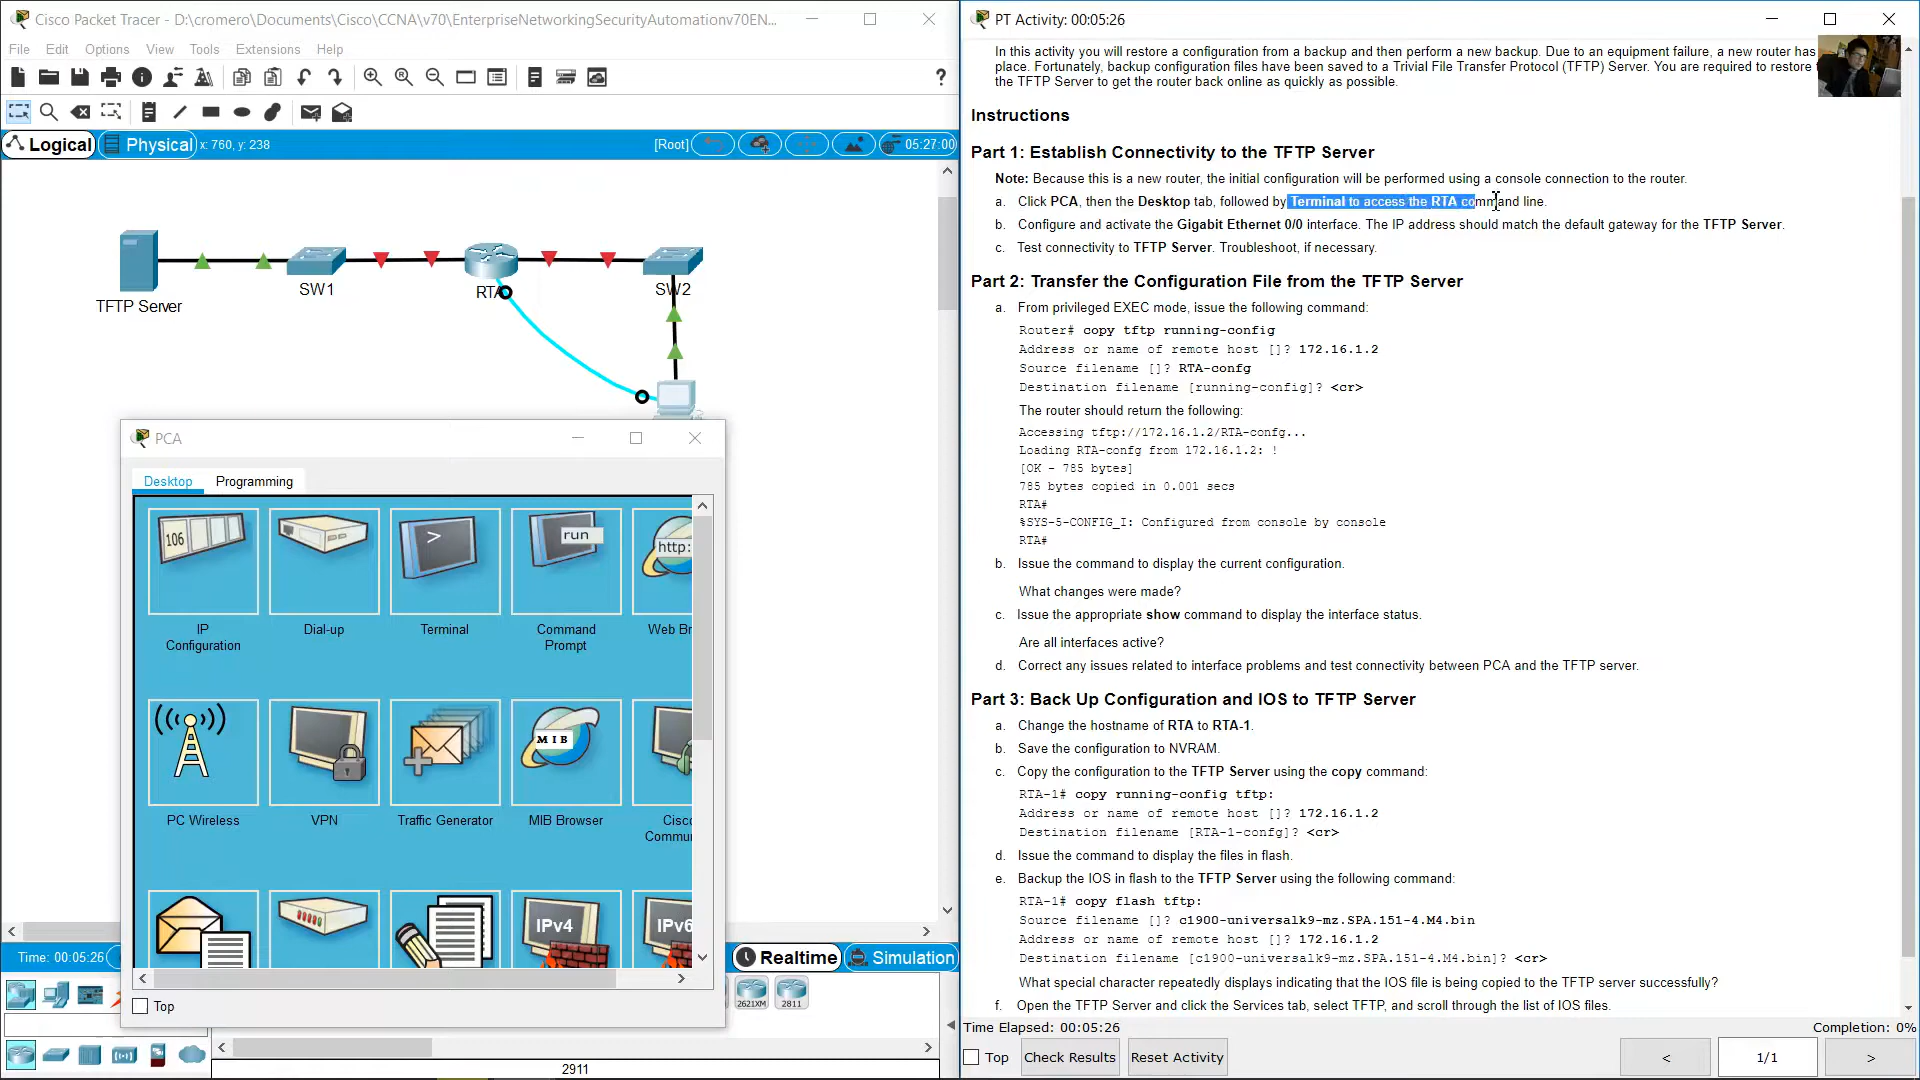 Cisco Packet Tracer - D:\cromero\Documents\Cisco\CCNA\v70\EnterpriseNetworkingSecurityAutomationv70EN...
File Edit Options View Tools Extensions Help
?
Logical Physical x: 760, y: 238 [Root] 05:27:00
TFTP Server
SW1
RTA
SW2
PCA
Desktop Programming
106
>
run
http:
IP Configuration
Dial-up
Terminal
Command Prompt
Web Br
MIB
PC Wireless
VPN
Traffic Generator
MIB Browser
Cisc
Commu
IPv4
IPv6
Top
Time: 00:05:26
Realtime Simulation
2621XM 2811
2911
PT Activity: 00:05:26
In this activity you will restore a configuration from a backup and then perform a new backup. Due to an equipment failure, a new router has
place. Fortunately, backup configuration files have been saved to a Trivial File Transfer Protocol (TFTP) Server. You are required to restore
the TFTP Server to get the router back online as quickly as possible.
Instructions
Part 1: Establish Connectivity to the TFTP Server
Note: Because this is a new router, the initial configuration will be performed using a console connection to the router.
a. Click PCA, then the Desktop tab, followed by Terminal to access the RTA command line.
b. Configure and activate the Gigabit Ethernet 0/0 interface. The IP address should match the default gateway for the TFTP Server.
c. Test connectivity to TFTP Server. Troubleshoot, if necessary.
Part 2: Transfer the Configuration File from the TFTP Server
a. From privileged EXEC mode, issue the following command:
Router# copy tftp running-config
Address or name of remote host []? 172.16.1.2
Source filename []? RTA-confg
Destination filename [running-config]? <cr>
The router should return the following:
Accessing tftp://172.16.1.2/RTA-confg...
Loading RTA-confg from 172.16.1.2: !
[OK - 785 bytes]
785 bytes copied in 0.001 secs
RTA#
%SYS-5-CONFIG_I: Configured from console by console
RTA#
b. Issue the command to display the current configuration.
What changes were made?
c. Issue the appropriate show command to display the interface status.
Are all interfaces active?
d. Correct any issues related to interface problems and test connectivity between PCA and the TFTP server.
Part 3: Back Up Configuration and IOS to TFTP Server
a. Change the hostname of RTA to RTA-1.
b. Save the configuration to NVRAM.
c. Copy the configuration to the TFTP Server using the copy command:
RTA-1# copy running-config tftp:
Address or name of remote host []? 172.16.1.2
Destination filename [RTA-1-confg]? <cr>
d. Issue the command to display the files in flash.
e. Backup the IOS in flash to the TFTP Server using the following command:
RTA-1# copy flash tftp:
Source filename []? c1900-universalk9-mz.SPA.151-4.M4.bin
Address or name of remote host []? 172.16.1.2
Destination filename [c1900-universalk9-mz.SPA.151-4.M4.bin]? <cr>
What special character repeatedly displays indicating that the IOS file is being copied to the TFTP server successfully?
f. Open the TFTP Server and click the Services tab, select TFTP, and scroll through the list of IOS files.
Time Elapsed: 00:05:26 Completion: 0%
Top Check Results Reset Activity < 1/1 >